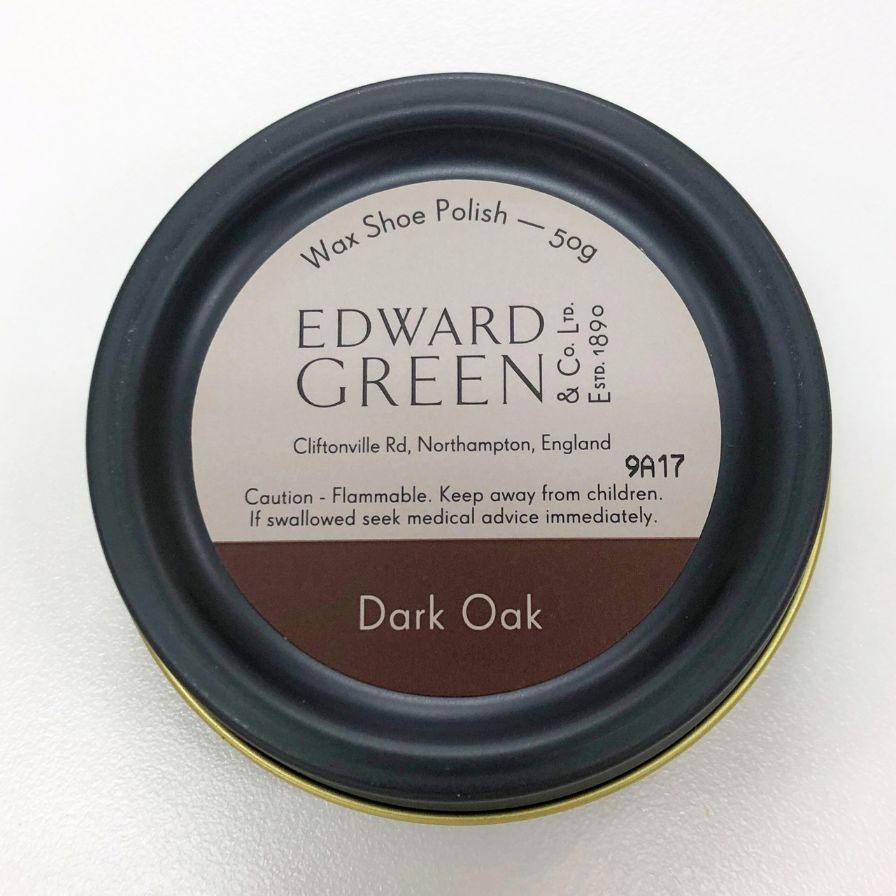 Wax Shoe Polish — 50g
EDWARD
GREEN
& Co. LTD.
ESTD. 1890
Cliftonville Rd, Northampton, England
9A17
Caution - Flammable. Keep away from children.
If swallowed seek medical advice immediately.
Dark Oak